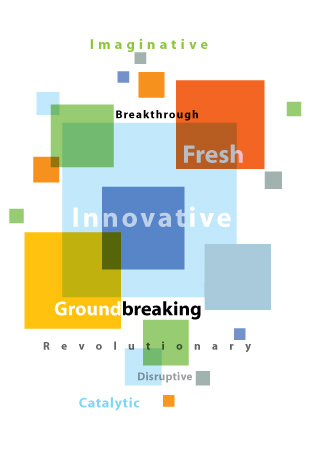 Imaginative
Breakthrough
Fresh
Innovative
Groundbreaking
Revolutionary
Disruptive
Catalytic